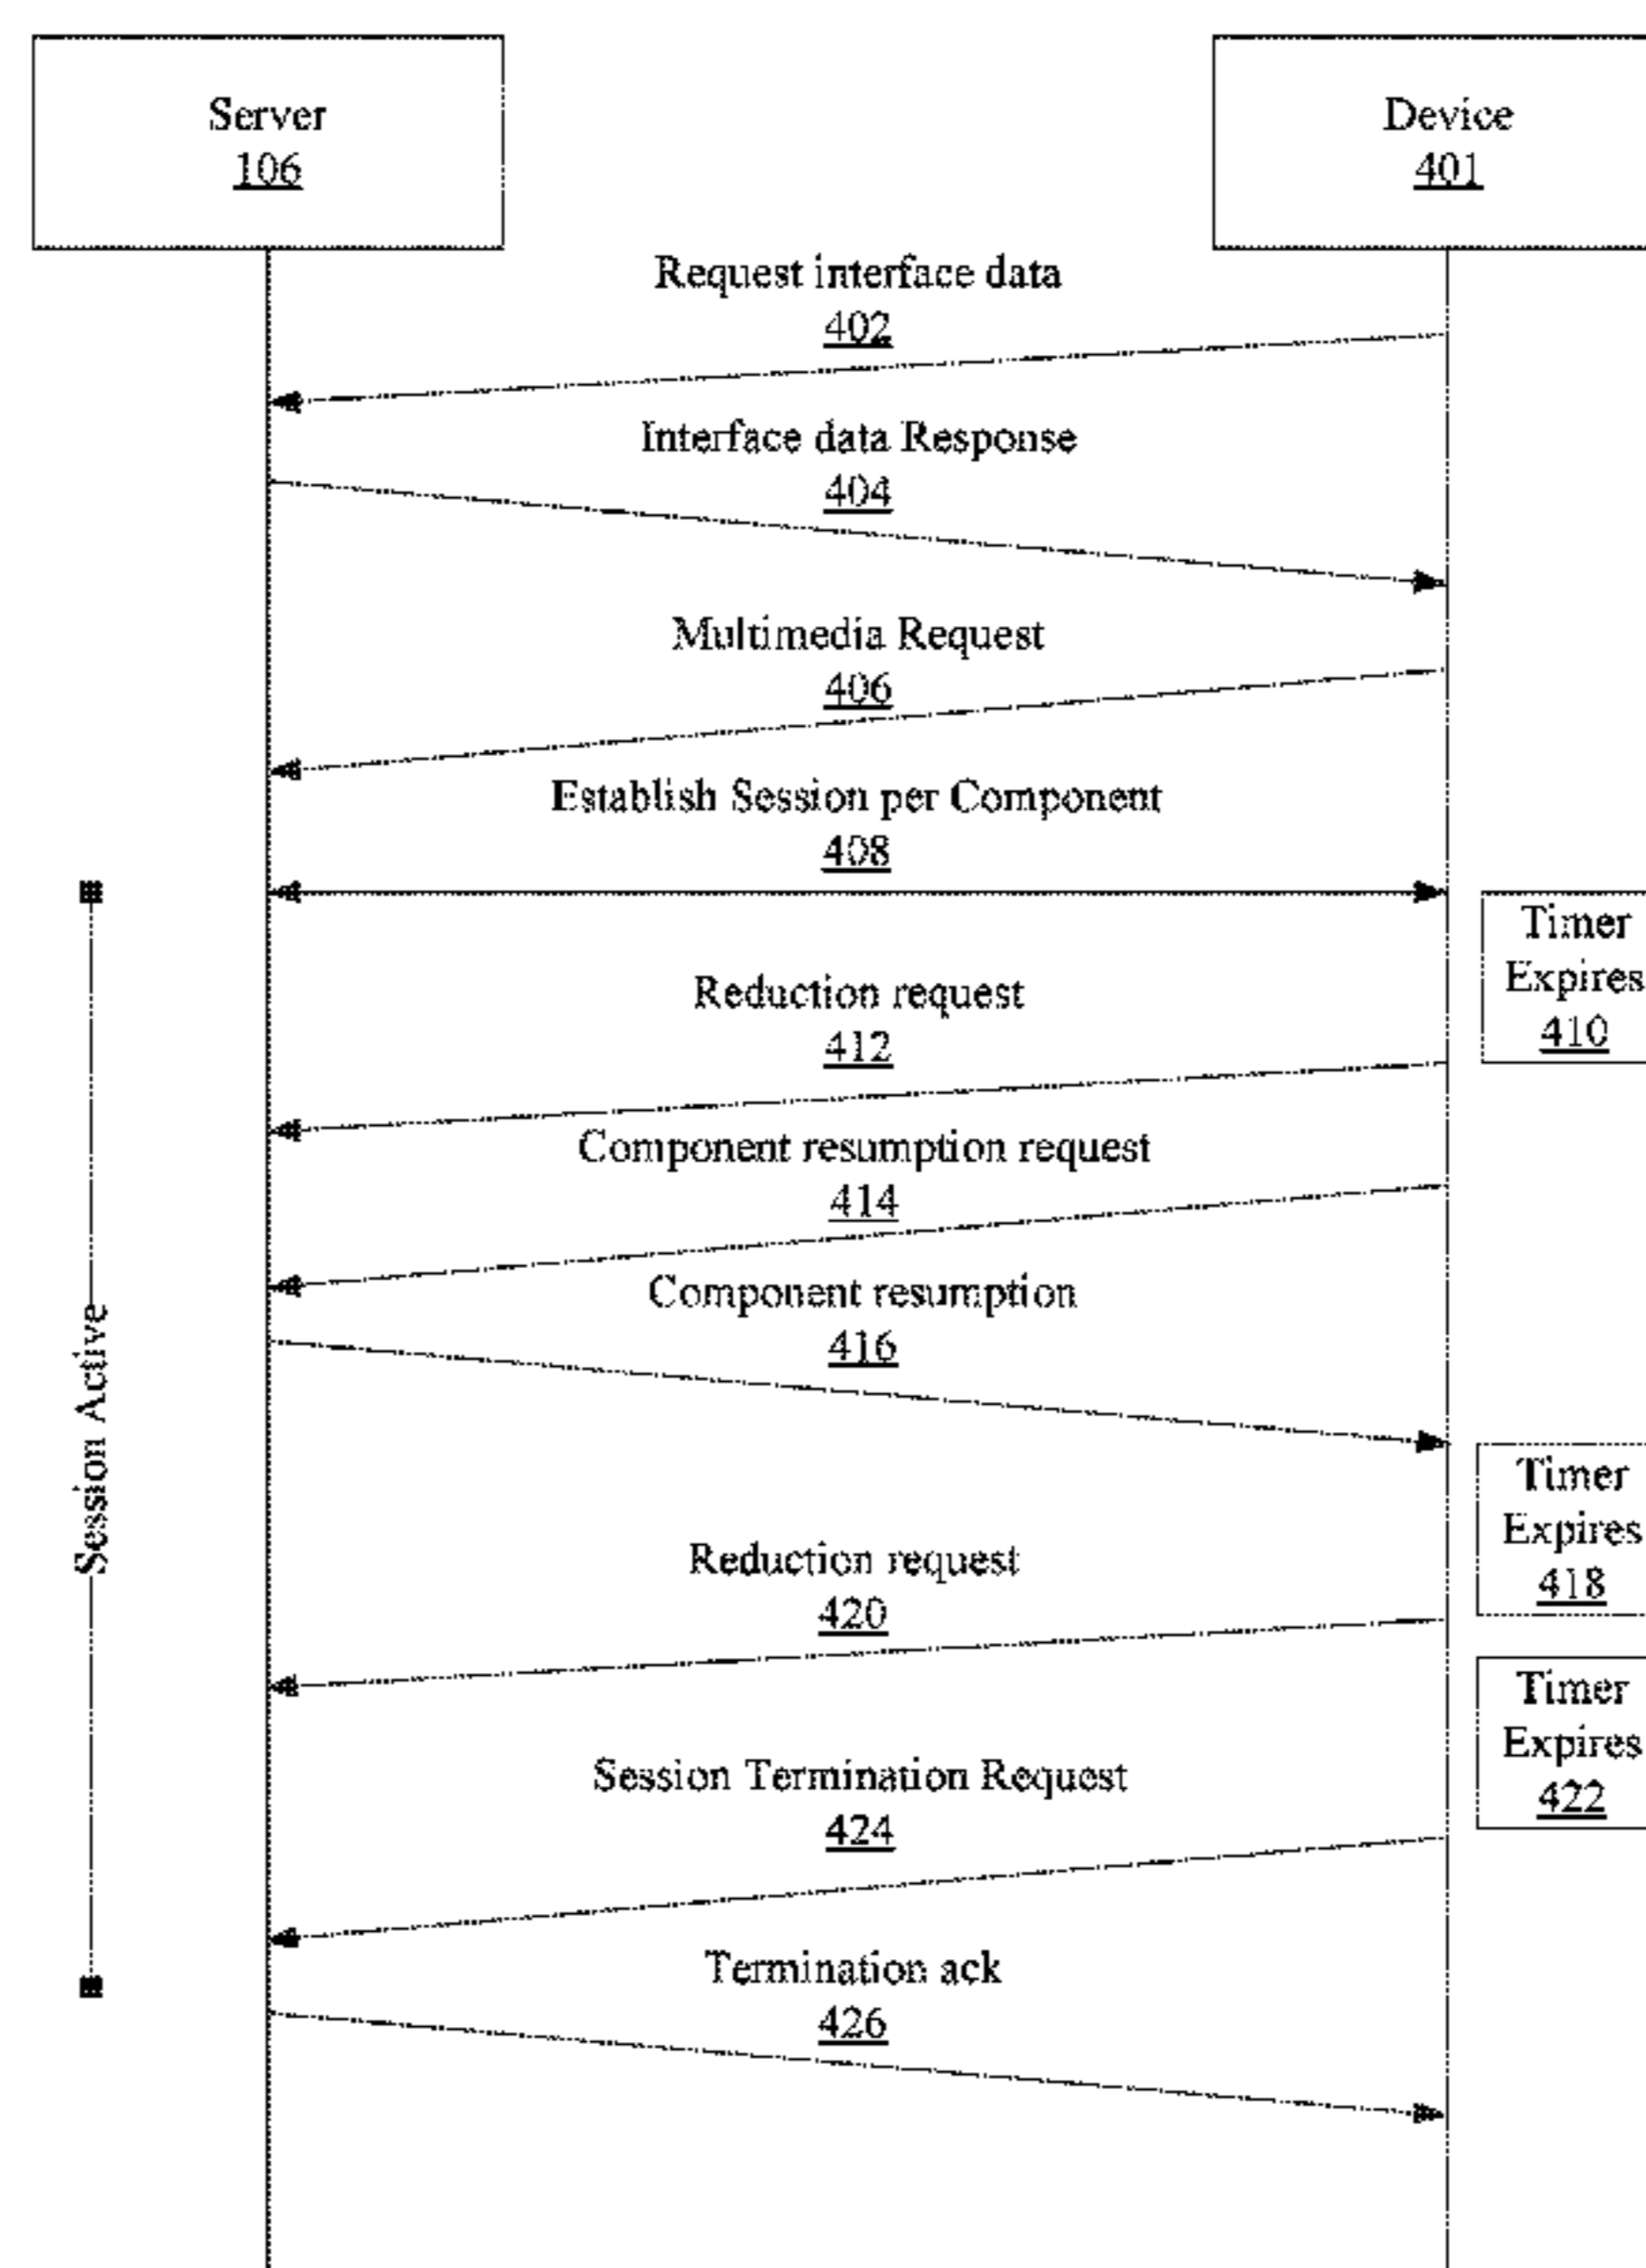 Server
106
Device
401
Request interface data
402
Interface data Response
404
Multimedia Request
406
Establish Session per Component
408
Timer
Expires
410
Reduction request
412
Component resumption request
414
Component resumption
416
Session Active
Timer
Expires
418
Reduction request
420
Timer
Expires
422
Session Termination Request
424
Termination ack
426